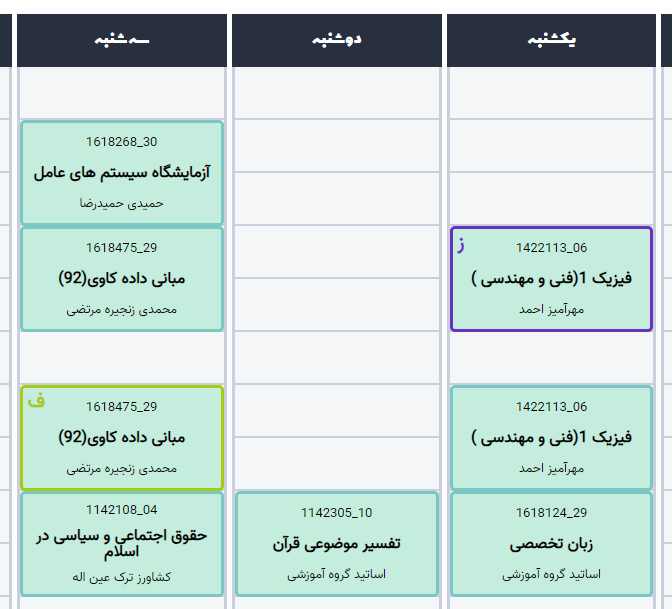 یکشنبه
دوشنبه
سه شنبه
ز
1422113_06
فیزیک 1(فنی و مهندسی )
مهرآمیز احمد
1422113_06
فیزیک 1(فنی و مهندسی )
مهرآمیز احمد
1618124_29
زبان تخصصی
اساتید گروه آموزشی
1142305_10
تفسیر موضوعی قرآن
اساتید گروه آموزشی
1618268_30
آزمایشگاه سیستم های عامل
حمیدی حمیدرضا
1618475_29
مبانی داده کاوی(92)
محمدی زنجیره مرتضی
ف
1618475_29
مبانی داده کاوی(92)
محمدی زنجیره مرتضی
1142108_04
حقوق اجتماعی و سیاسی در
اسلام
کشاورز ترک عین اله